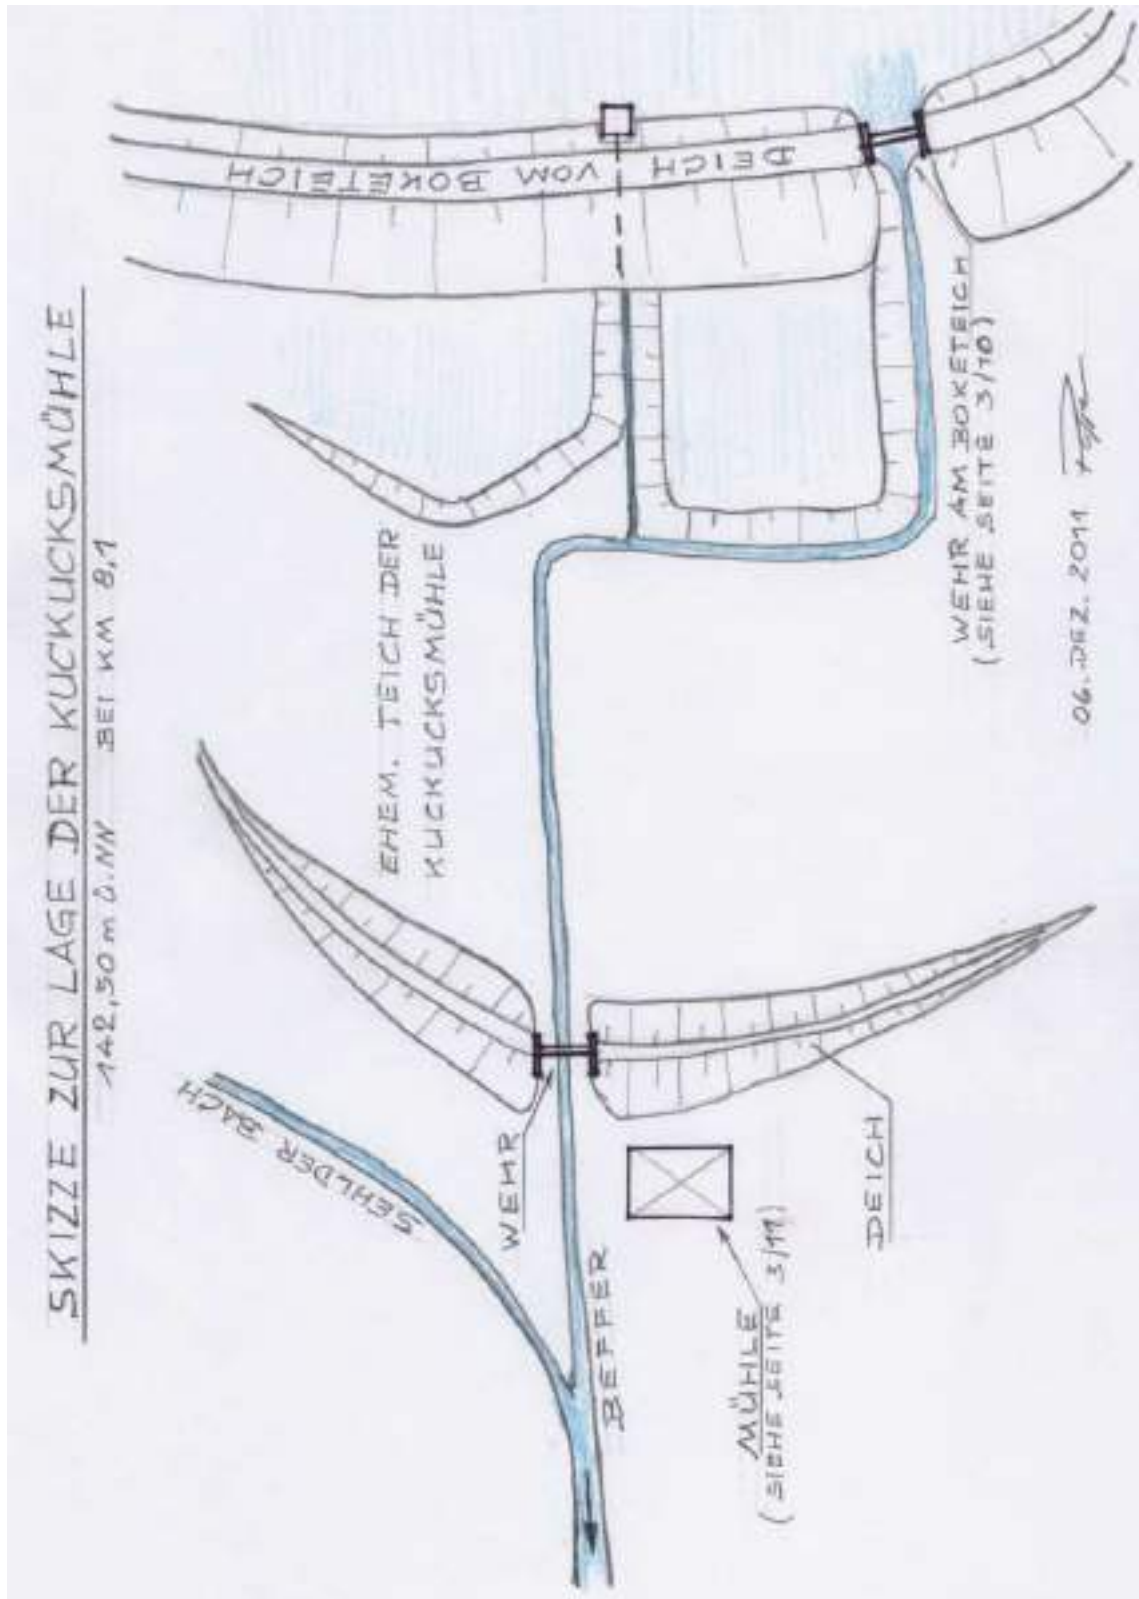 SKIZZE ZUR LAGE DER KUCKUCKSMÜHLE
142,50 m ü.NN BEI KM 8,1
SEHLDER BACH
WEHR
BEFFER
MÜHLE
(SIEHE SEITE 3/11)
DEICH
EHEM. TEICH DER
KUCKUCKSMÜHLE
DEICH VOM BOKETEICH
WEHR AM BOKETEICH
(SIEHE SEITE 3/10)
06. DEZ. 2011